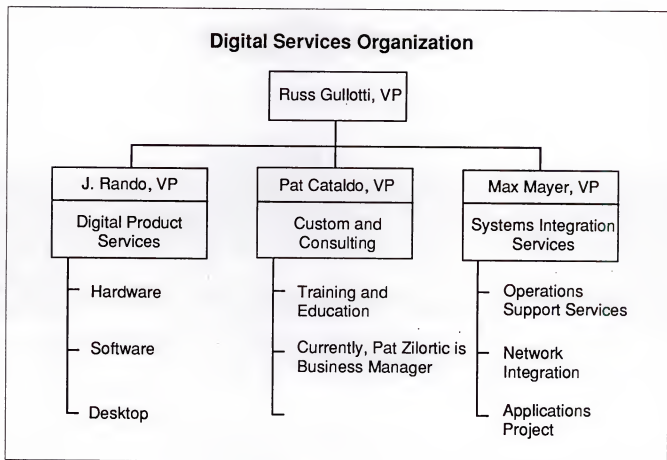 Digital Services Organization
Russ Gullotti, VP
J. Rando, VP
Digital Product
Services
Hardware
Software
Desktop
Pat Cataldo, VP
Custom and
Consulting
Training and
Education
Currently, Pat Zilortic is
Business Manager
Max Mayer, VP
Systems Integration
Services
Operations
Support Services
Network
Integration
Applications
Project